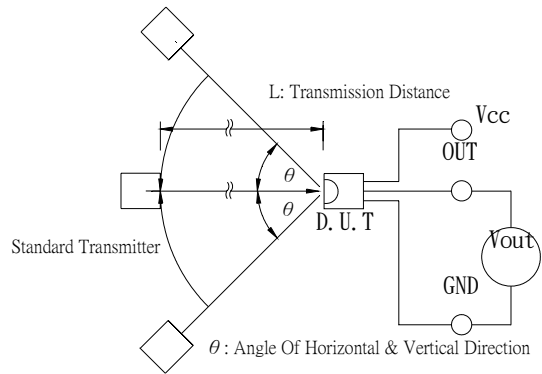 L: Transmission Distance
Vcc
OUT
θ
θ
D.U.T
Standard Transmitter
Vout
GND
θ : Angle Of Horizontal & Vertical Direction